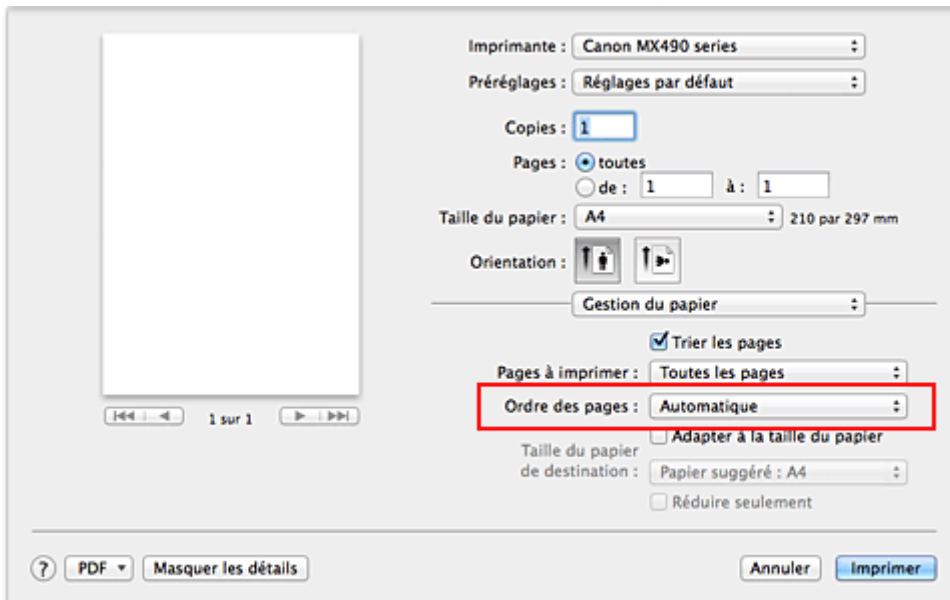 Imprimante : Canon MX490 series
Préréglages : Réglages par défaut
Copies : 1
Pages : toutes
de : 1 à : 1
Taille du papier : A4 210 par 297 mm
Orientation :
Gestion du papier
Trier les pages
Pages à imprimer : Toutes les pages
Ordre des pages : Automatique
Adapter à la taille du papier
Taille du papier
de destination : Papier suggéré : A4
Réduire seulement
1 sur 1
? PDF Masquer les détails Annuler Imprimer